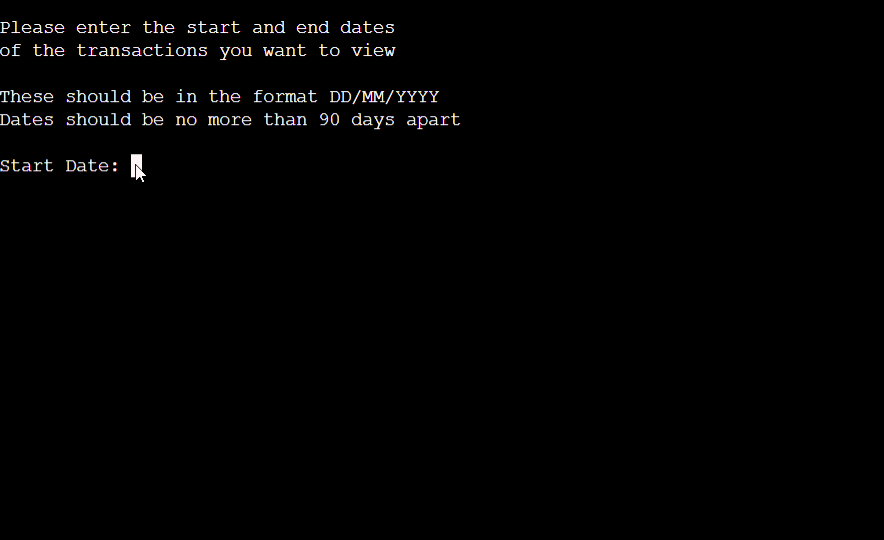 Please enter the start and end dates
of the transactions you want to view
These should be in the format DD/MM/YYYY
Dates should be no more than 90 days apart
Start Date: